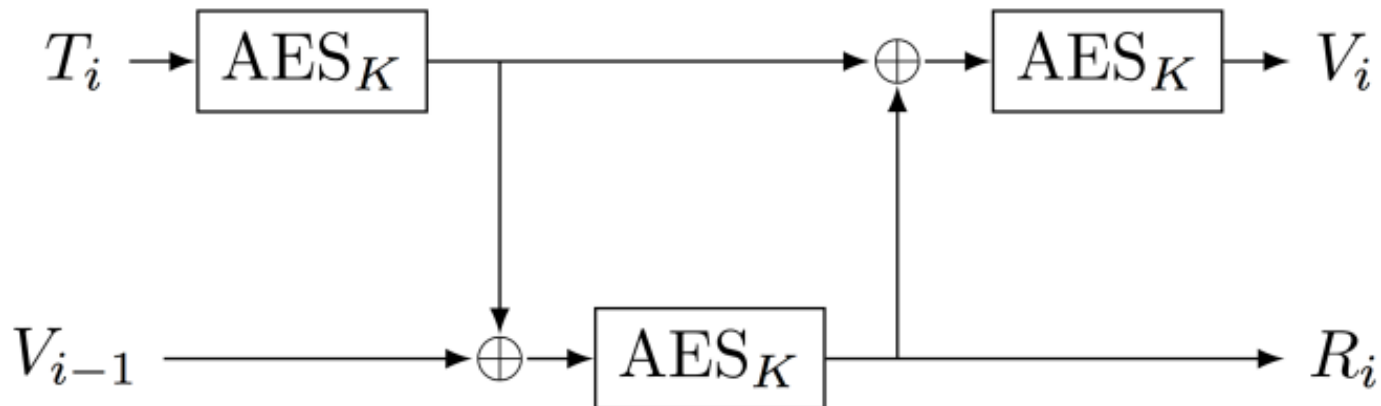 T_i AES_K ⊕ AES_K V_i
V_{i-1} ⊕ AES_K R_i